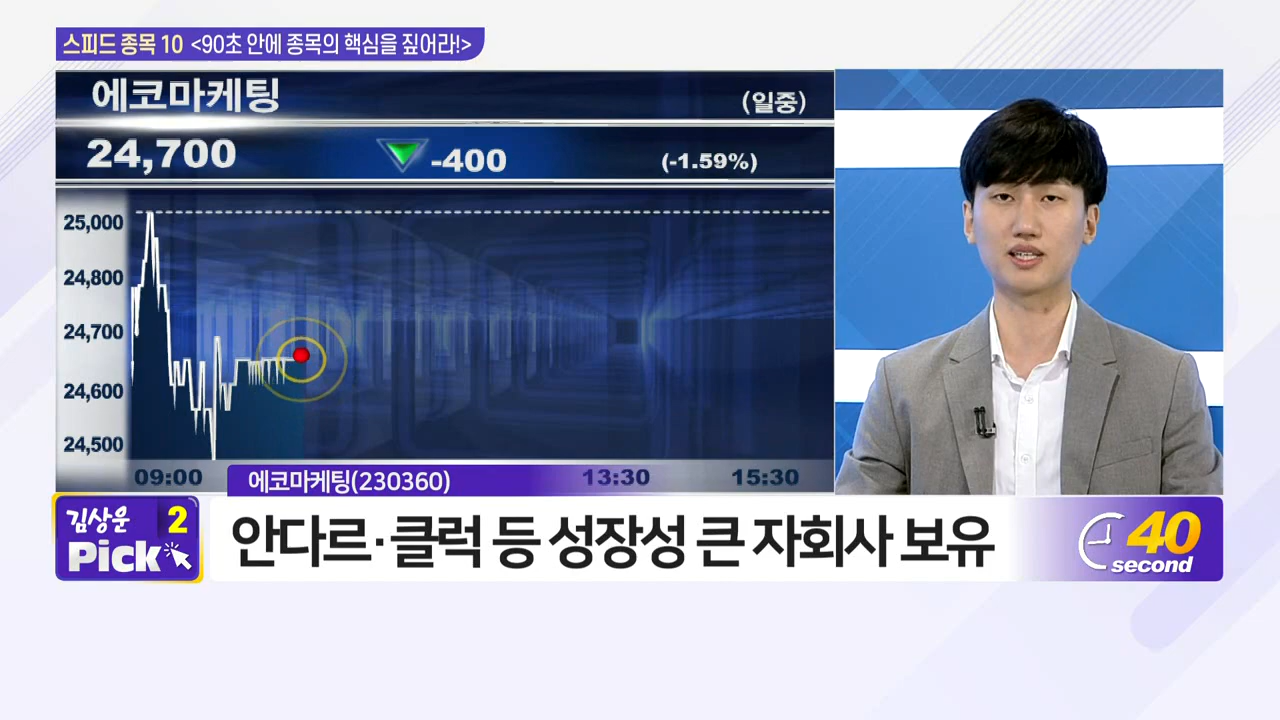 스피드 종목 10 <90초 안에 종목의 핵심을 짚어라!>
에코마케팅
(일중)
24,700
-400
(-1.59%)
25,000
24,800
24,700
24,600
24,500
09:00
13:30
15:30
에코마케팅(230360)
김상운 2
Pick
안다르·클럭 등 성장성 큰 자회사 보유
40
second